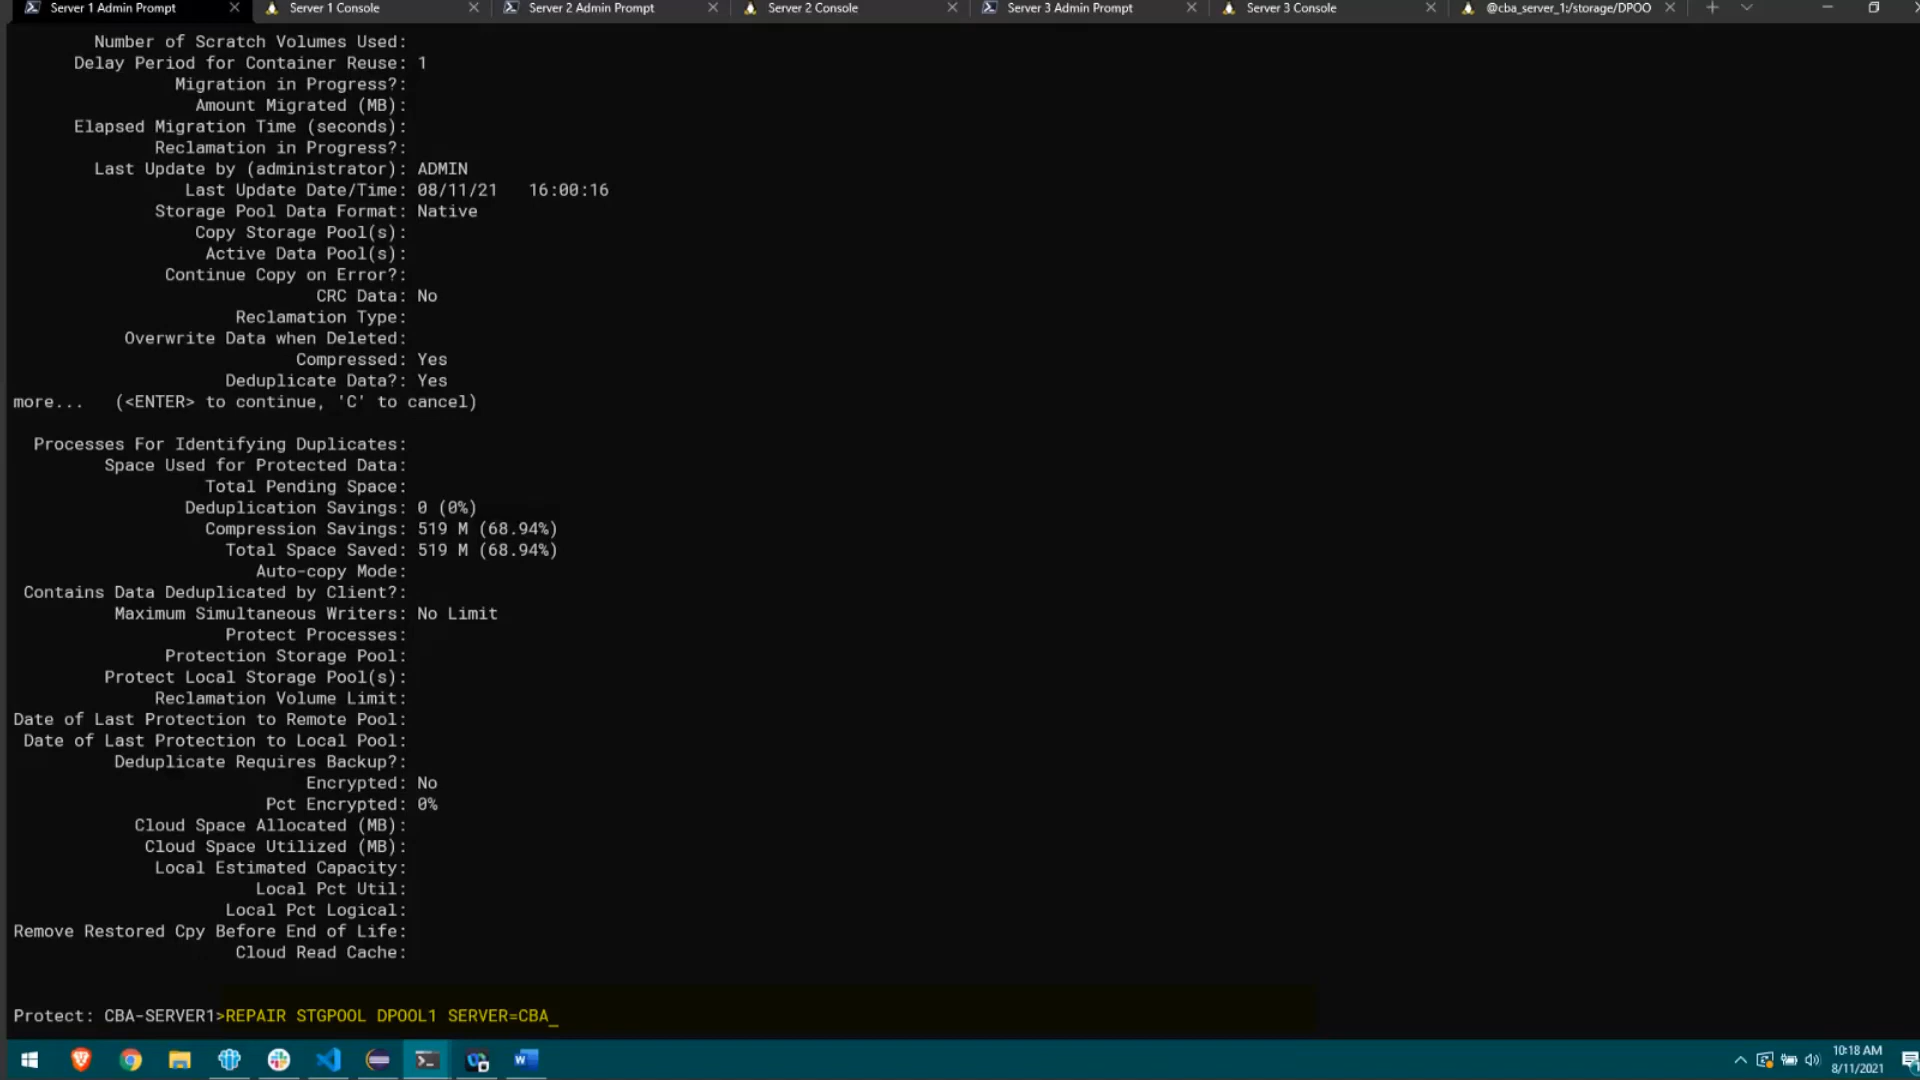 Server 1 Admin Prompt
Server 1 Console
Server 2 Admin Prompt
Server 2 Console
Server 3 Admin Prompt
Server 3 Console
@cba_server_1:/storage/DPOO
Number of Scratch Volumes Used:
Delay Period for Container Reuse: 1
Migration in Progress?:
Amount Migrated (MB):
Elapsed Migration Time (seconds):
Reclamation in Progress?:
Last Update by (administrator): ADMIN
Last Update Date/Time: 08/11/21 16:00:16
Storage Pool Data Format: Native
Copy Storage Pool(s):
Active Data Pool(s):
Continue Copy on Error?:
CRC Data: No
Reclamation Type:
Overwrite Data when Deleted:
Compressed: Yes
Deduplicate Data?: Yes
more... (<ENTER> to continue, 'C' to cancel)
Processes For Identifying Duplicates:
Space Used for Protected Data:
Total Pending Space:
Deduplication Savings: 0 (0%)
Compression Savings: 519 M (68.94%)
Total Space Saved: 519 M (68.94%)
Auto-copy Mode:
Contains Data Deduplicated by Client?:
Maximum Simultaneous Writers: No Limit
Protect Processes:
Protection Storage Pool:
Protect Local Storage Pool(s):
Reclamation Volume Limit:
Date of Last Protection to Remote Pool:
Date of Last Protection to Local Pool:
Deduplicate Requires Backup?:
Encrypted: No
Pct Encrypted: 0%
Cloud Space Allocated (MB):
Cloud Space Utilized (MB):
Local Estimated Capacity:
Local Pct Util:
Local Pct Logical:
Remove Restored Cpy Before End of Life:
Cloud Read Cache:
Protect: CBA-SERVER1>REPAIR STGPOOL DPOOL1 SERVER=CBA_
10:18 AM
8/11/2021